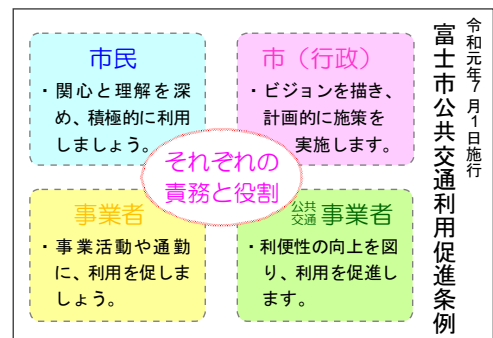 令和元年7月1日施行
富士市公共交通利用促進条例
市民
・関心と理解を深
め、積極的に利用
しましょう。
市（行政）
・ビジョンを描き、
計画的に施策を
実施します。
それぞれの
責務と役割
事業者
・事業活動や通勤
に、利用を促しま
しょう。
公共交通事業者
・利便性の向上を図
り、利用を促進し
ます。